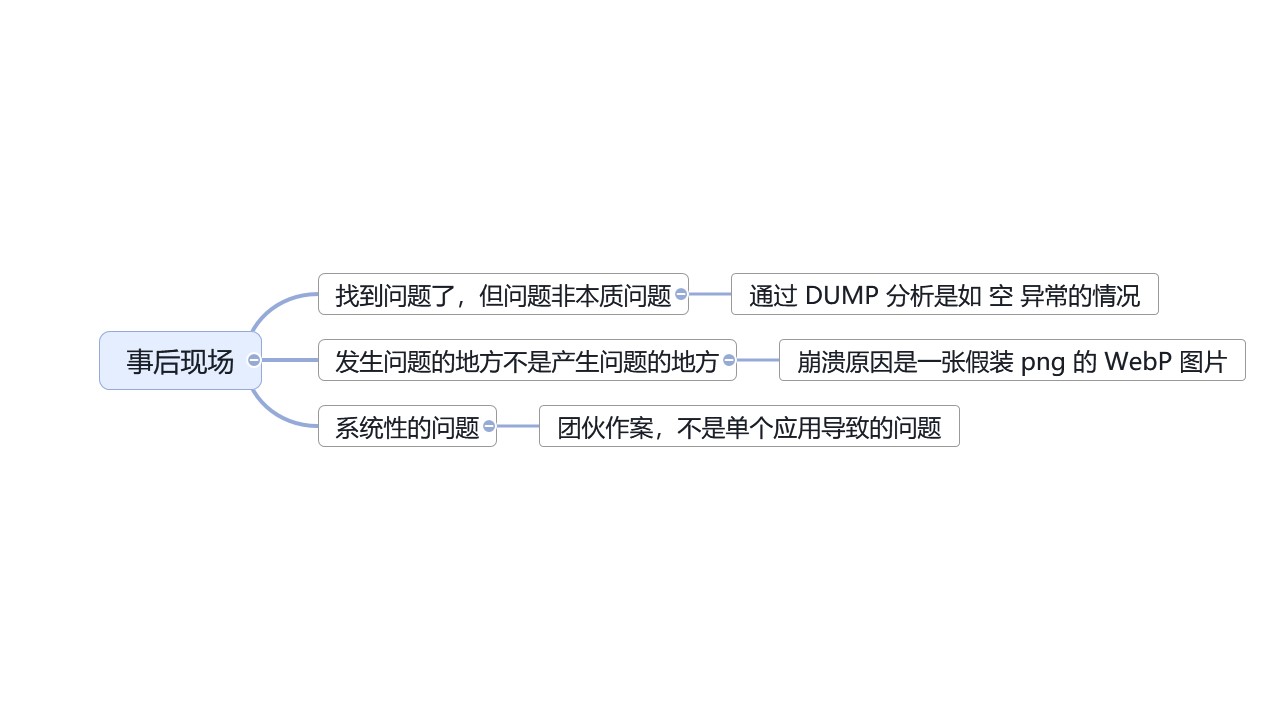 事后现场
找到问题了，但问题非本质问题
通过 DUMP 分析是如 空 异常的情况
发生问题的地方不是产生问题的地方
崩溃原因是一张假装 png 的 WebP 图片
系统性的问题
团伙作案，不是单个应用导致的问题